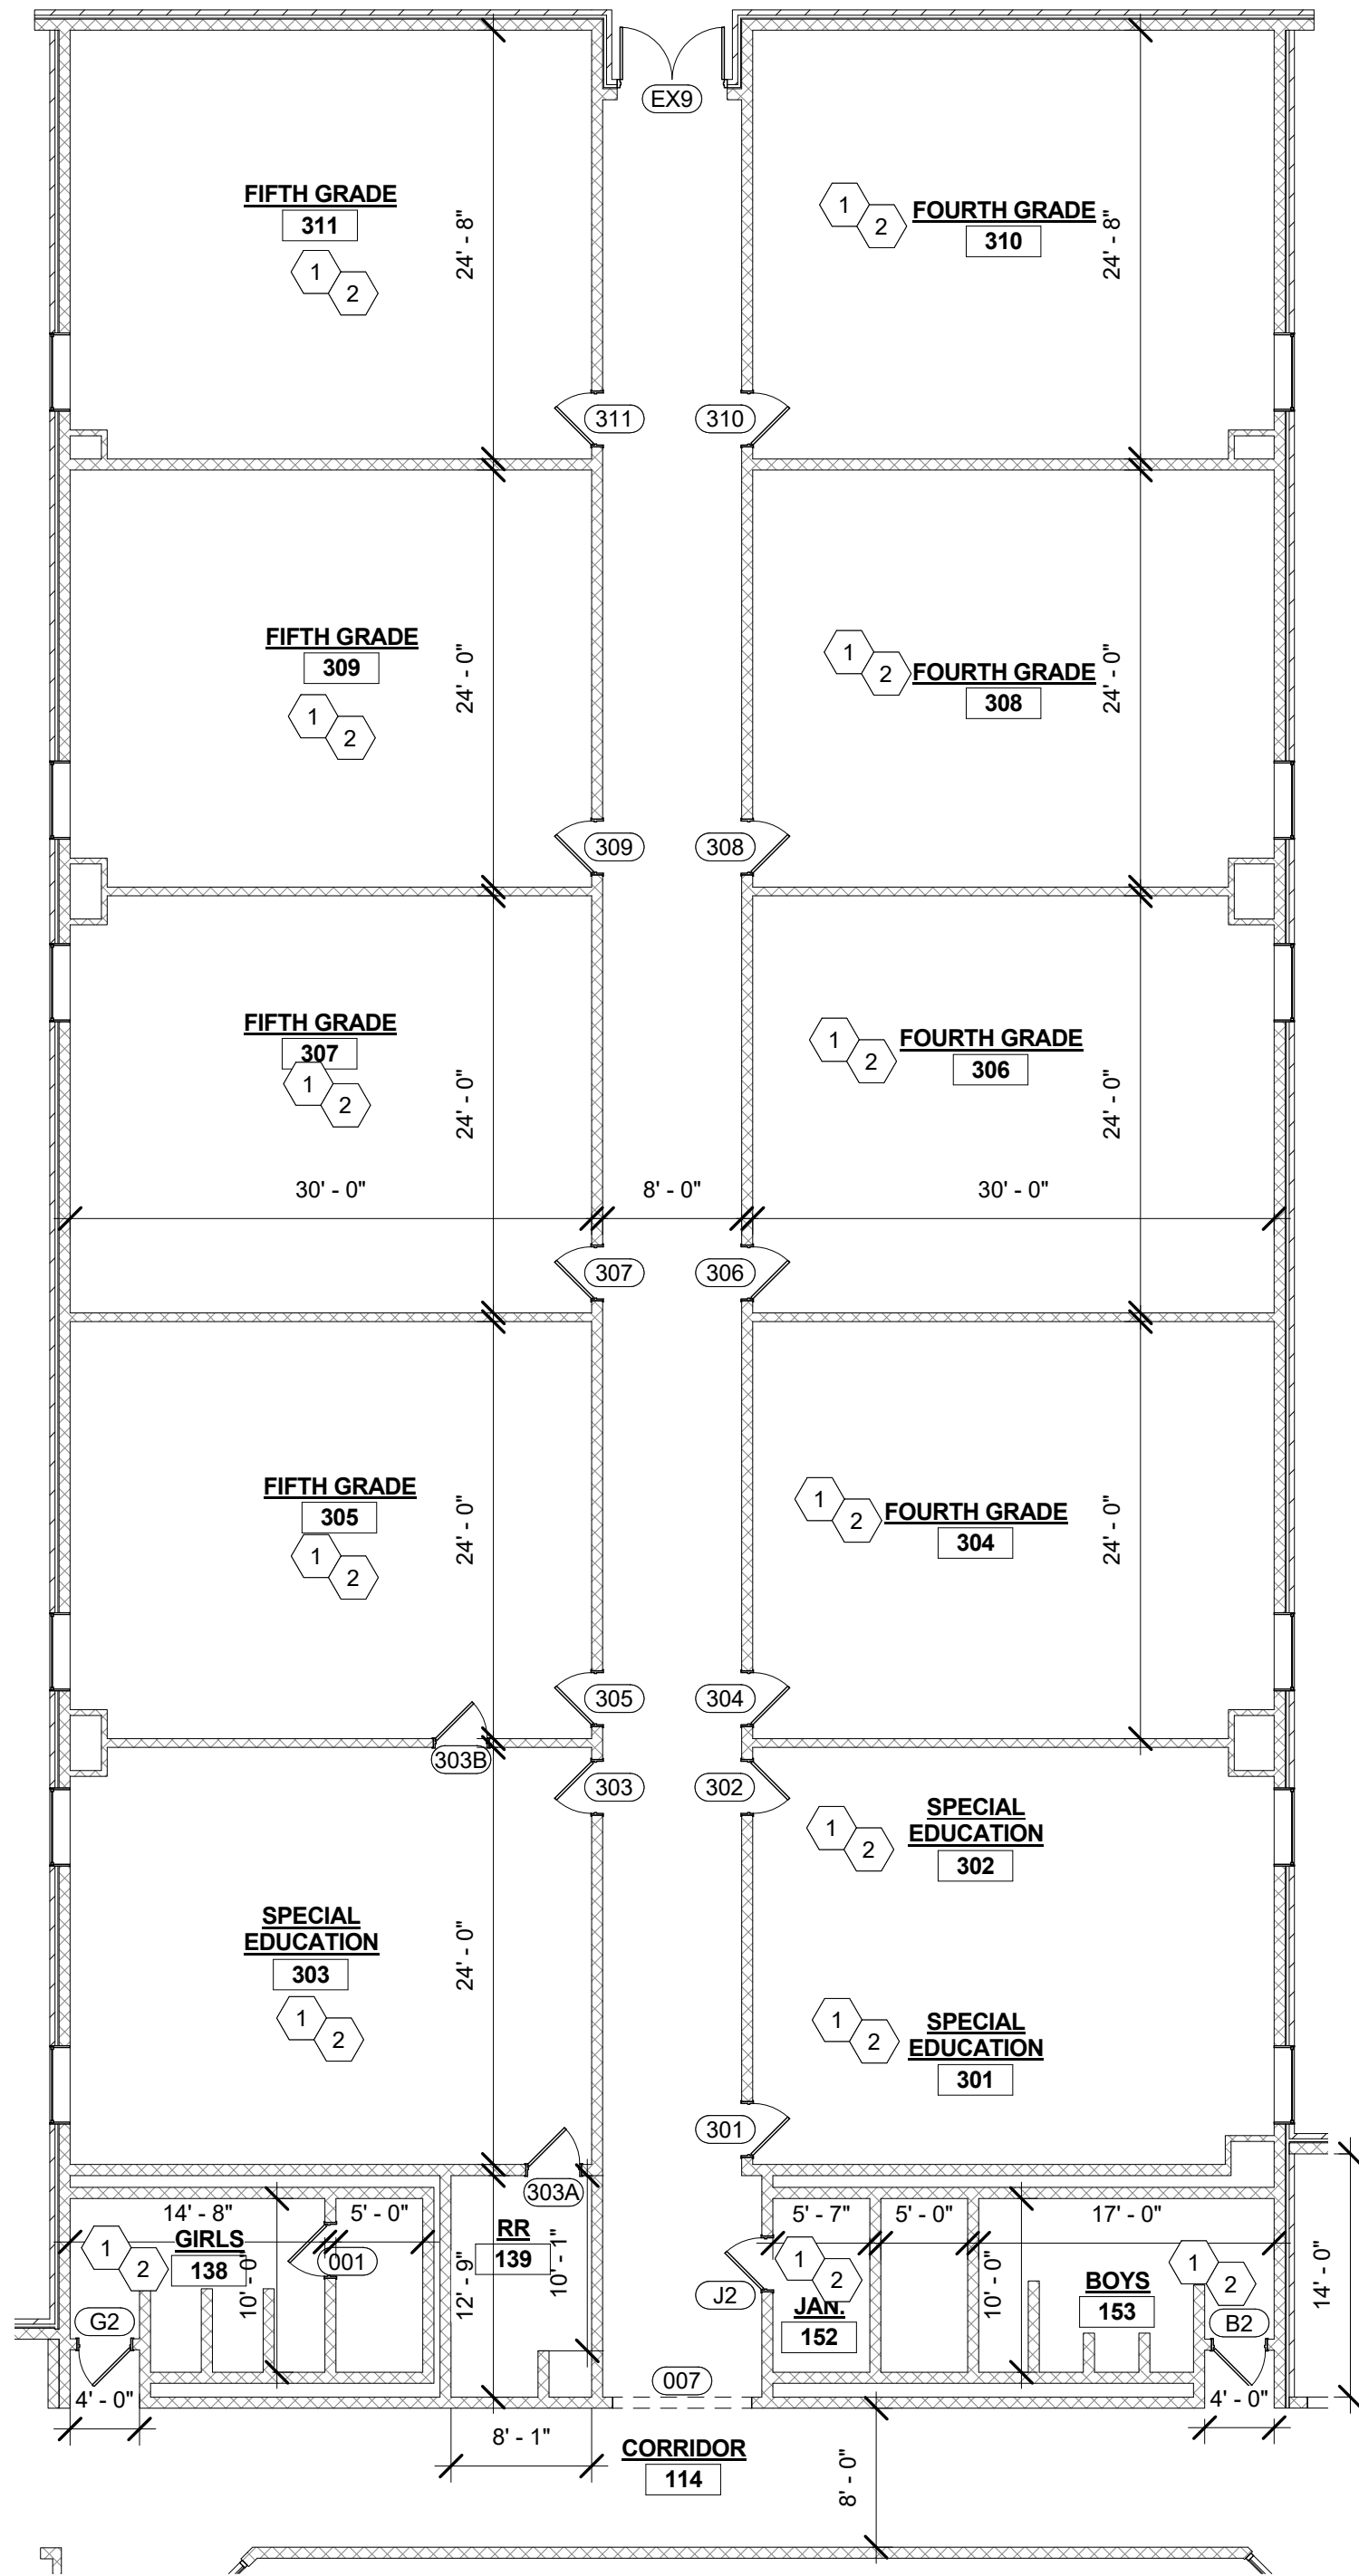 EX9
FIFTH GRADE
311
1
2
24' - 8"
1
2
FOURTH GRADE
310
24' - 8"
311
310
FIFTH GRADE
309
1
2
24' - 0"
1
2
FOURTH GRADE
308
24' - 0"
309
308
FIFTH GRADE
307
1
2
24' - 0"
1
2
FOURTH GRADE
306
24' - 0"
30' - 0"
8' - 0"
30' - 0"
307
306
FIFTH GRADE
305
1
2
24' - 0"
1
2
FOURTH GRADE
304
24' - 0"
305
304
303B
303
302
1
2
SPECIAL
EDUCATION
302
SPECIAL
EDUCATION
303
1
2
24' - 0"
1
2
SPECIAL
EDUCATION
301
301
303A
14' - 8"
5' - 0"
1
2
GIRLS
138
10' - 0"
001
G2
4' - 0"
RR
139
12' - 9"
10' - 1"
8' - 1"
5' - 7"
5' - 0"
17' - 0"
J2
1
2
JAN.
152
10' - 0"
BOYS
153
1
2
B2
4' - 0"
14' - 0"
007
CORRIDOR
114
8' - 0"